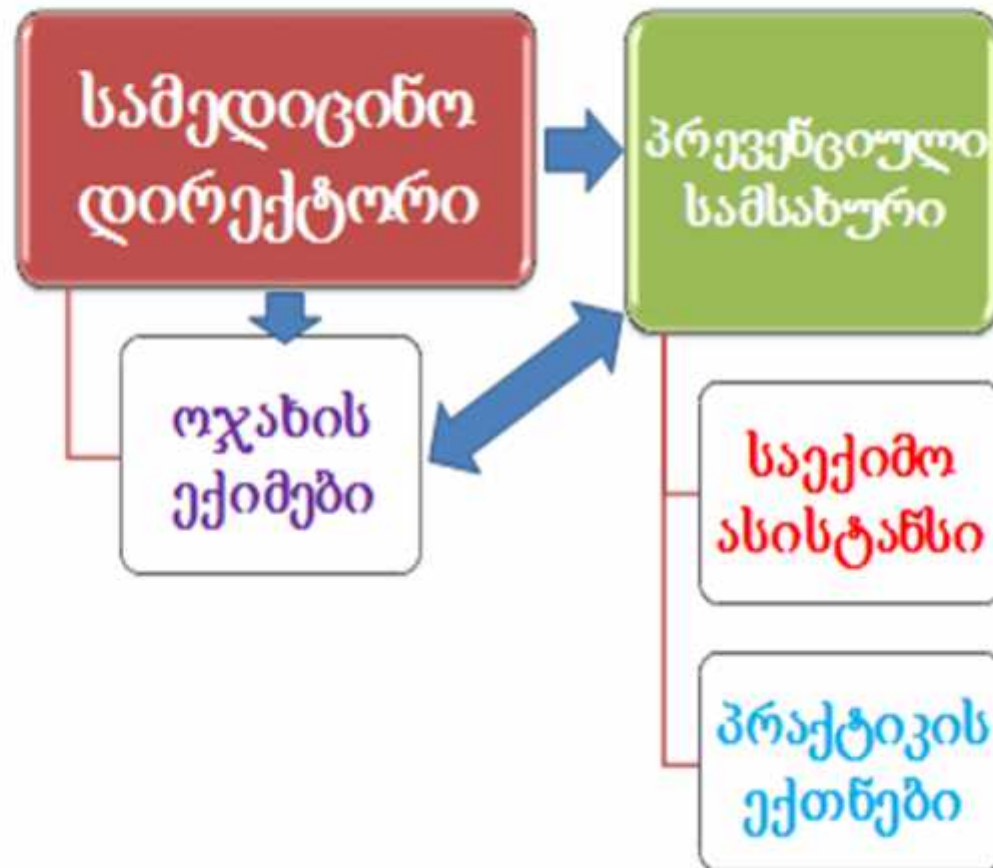 სამედიცინო
დირექტორი
პრევენციული
სამსახური
ოჯახის
ექიმები
საექიმო
ასისტანსი
პრაქტიკის
ექთნები